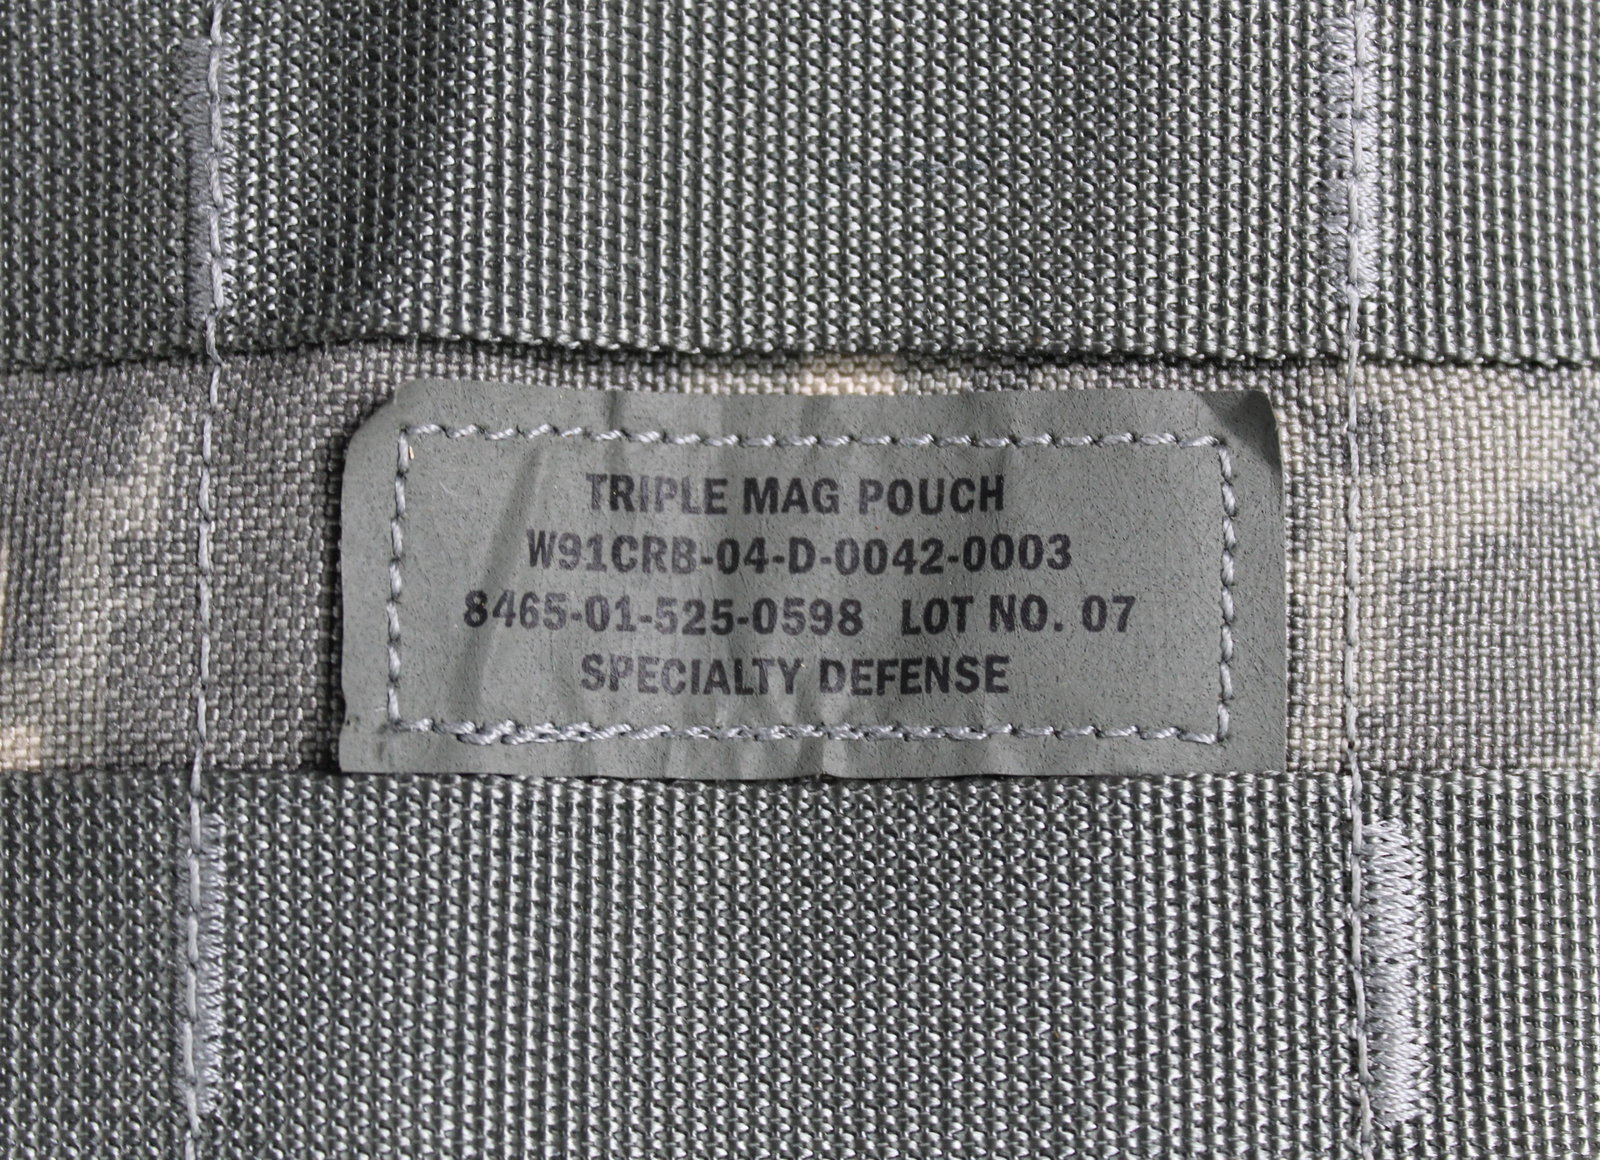 TRIPLE MAG POUCH
W91CRB-04-D-0042-0003
8465-01-525-0598 LOT NO. 07
SPECIALTY DEFENSE